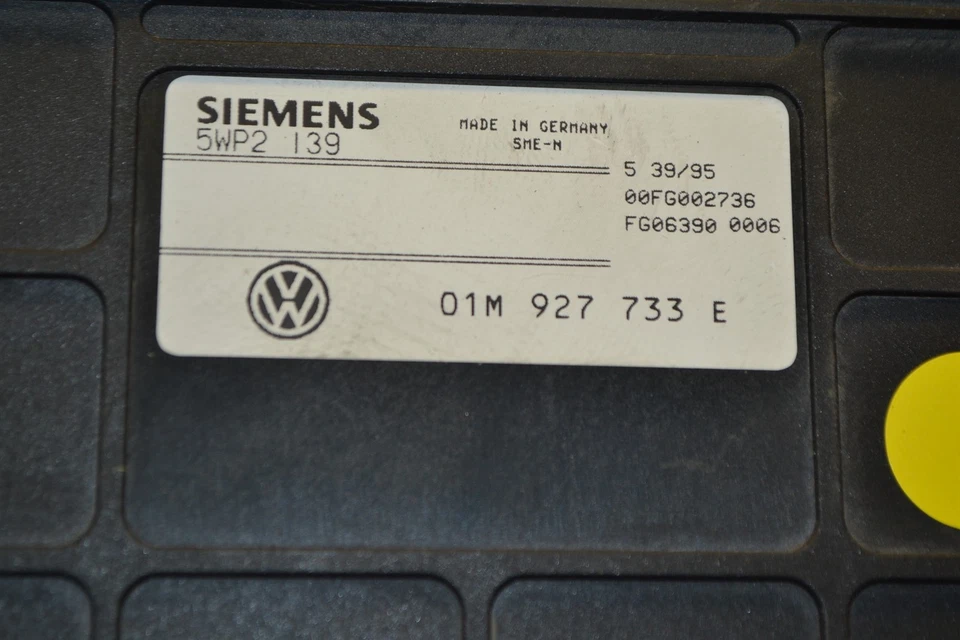 SIEMENS
5WP2 139
MADE IN GERMANY
SME-N
5 39/95
00FG002736
FG06390 0006
01M 927 733 E